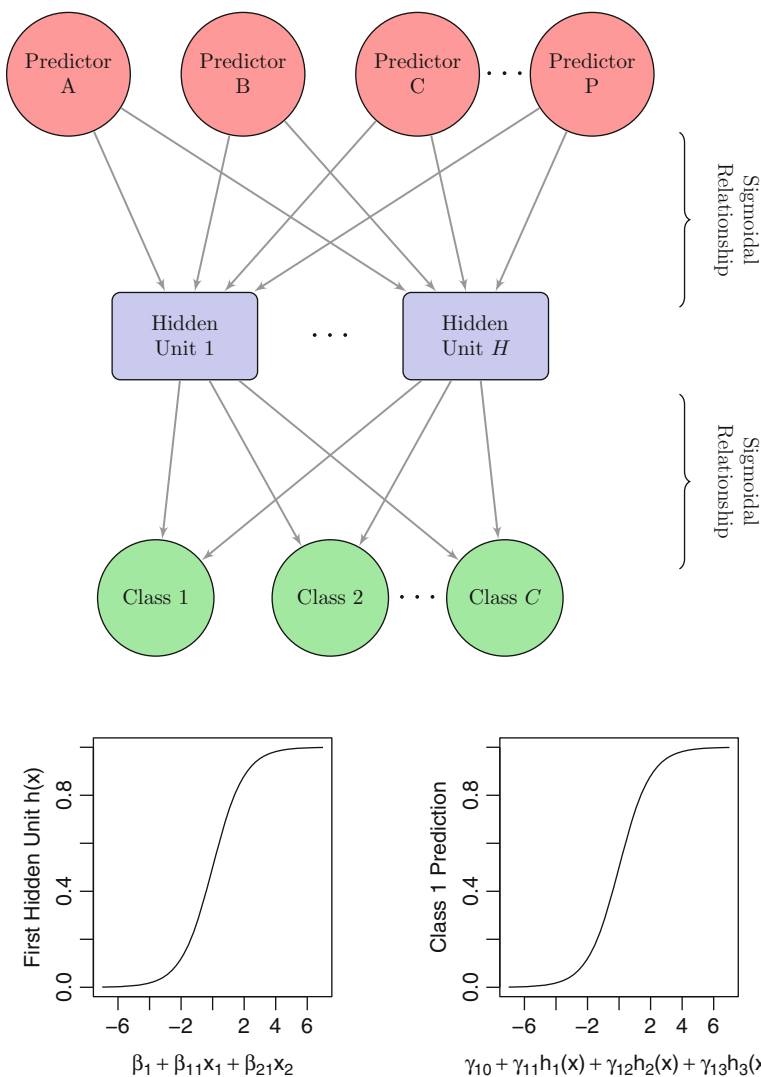 Predictor
A
Predictor
B
Predictor
C
· · ·
Predictor
P
Sigmoidal
Relationship
Hidden
Unit 1
· · ·
Hidden
Unit H
Sigmoidal
Relationship
Class 1
Class 2
· · ·
Class C
First Hidden Unit h(x)
0.0 0.4 0.8
−6 −2 2 4 6
β₁ + β₁₁x₁ + β₂₁x₂
Class 1 Prediction
0.0 0.4 0.8
−6 −2 2 4 6
γ₁₀ + γ₁₁h₁(x) + γ₁₂h₂(x) + γ₁₃h₃(x